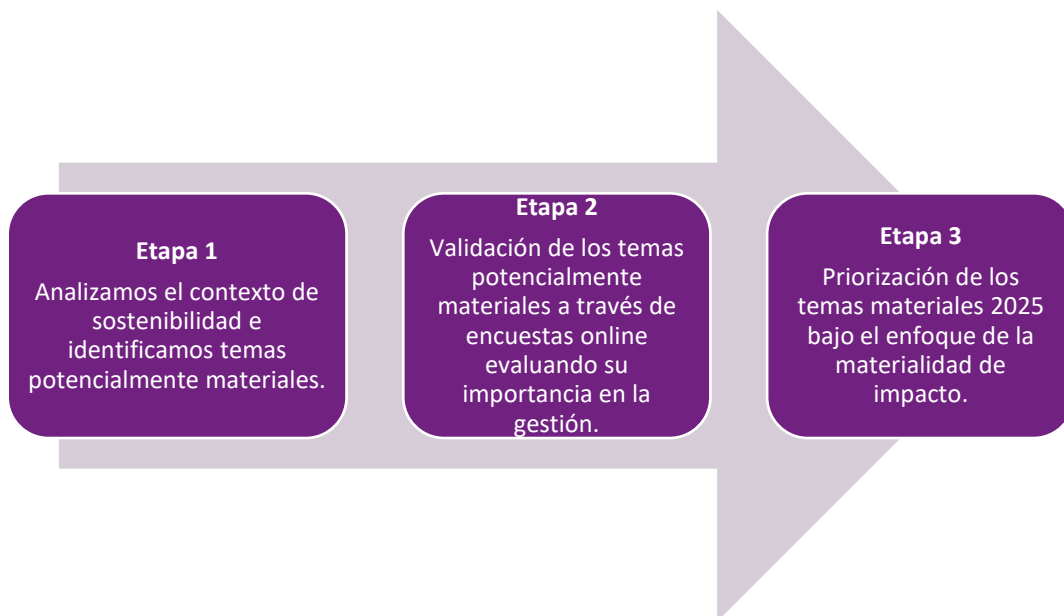 Etapa 1
Analizamos el contexto de
sostenibilidad e
identificamos temas
potencialmente materiales.
Etapa 2
Validación de los temas
potencialmente
materiales a través de
encuestas online
evaluando su
importancia en la
gestión.
Etapa 3
Priorización de los
temas materiales 2025
bajo el enfoque de la
materialidad de
impacto.